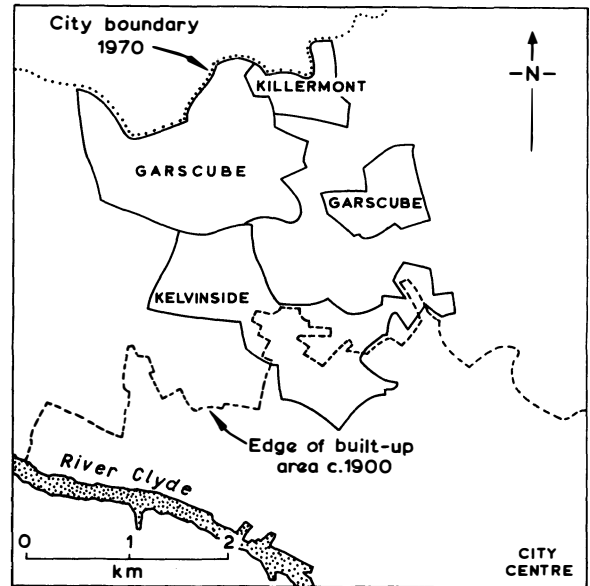 City boundary
1970
KILLERMONT
-N-
GARSCUBE
GARSCUBE
KELVINSIDE
Edge of built-up
area c.1900
River Clyde
0 1 2
km
CITY
CENTRE